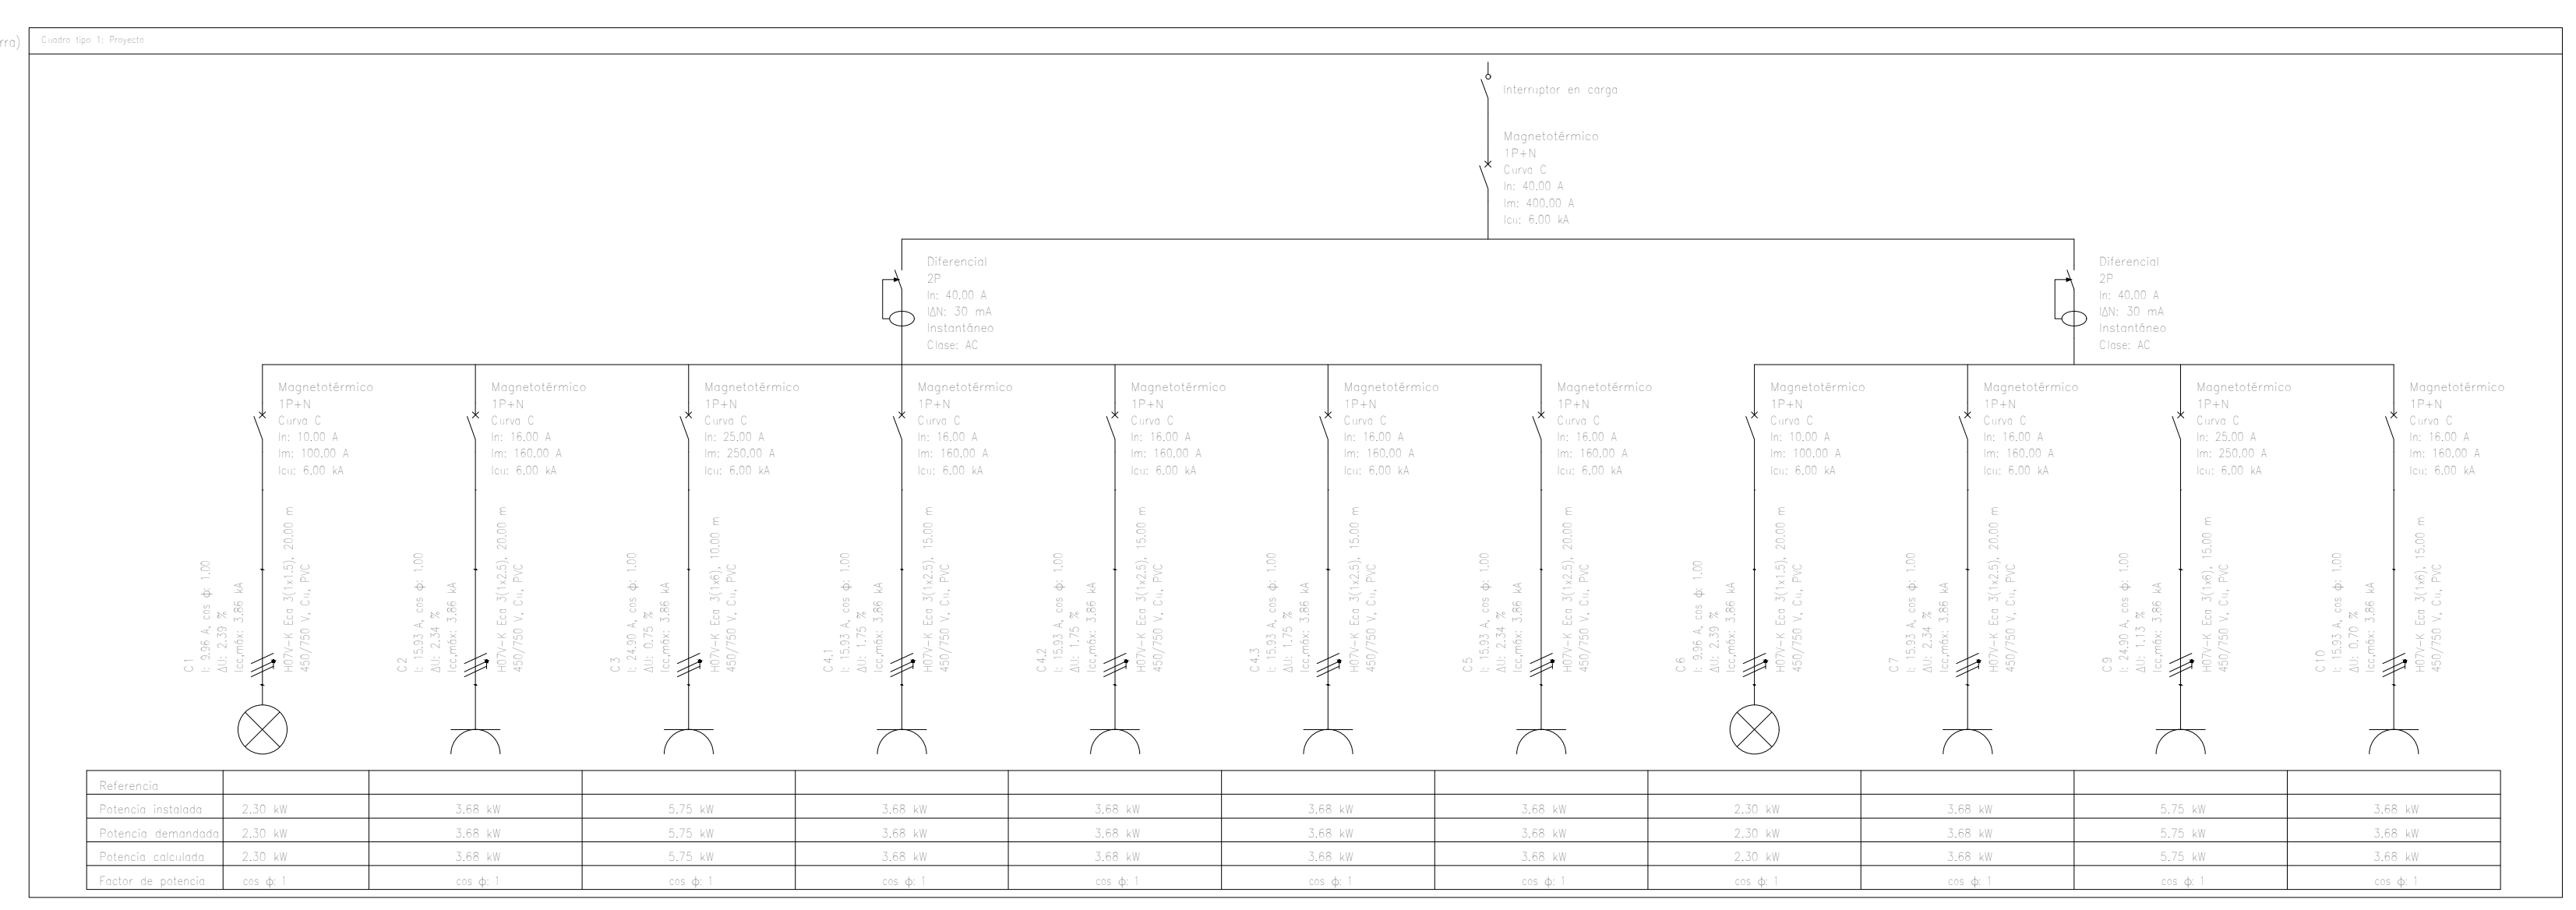 rra)
Cuadro tipo 1: Proyecto
Interruptor en carga
Magnetotérmico
1P+N
Curva C
In: 40.00 A
Im: 400.00 A
Icu: 6.00 kA
Diferencial
2P
In: 40.00 A
IΔN: 30 mA
Instantáneo
Clase: AC
Diferencial
2P
In: 40.00 A
IΔN: 30 mA
Instantáneo
Clase: AC
Magnetotérmico
1P+N
Curva C
In: 10.00 A
Im: 100.00 A
Icu: 6.00 kA
Magnetotérmico
1P+N
Curva C
In: 16.00 A
Im: 160.00 A
Icu: 6.00 kA
Magnetotérmico
1P+N
Curva C
In: 25.00 A
Im: 250.00 A
Icu: 6.00 kA
Magnetotérmico
1P+N
Curva C
In: 16.00 A
Im: 160.00 A
Icu: 6.00 kA
Magnetotérmico
1P+N
Curva C
In: 16.00 A
Im: 160.00 A
Icu: 6.00 kA
Magnetotérmico
1P+N
Curva C
In: 16.00 A
Im: 160.00 A
Icu: 6.00 kA
Magnetotérmico
1P+N
Curva C
In: 16.00 A
Im: 160.00 A
Icu: 6.00 kA
Magnetotérmico
1P+N
Curva C
In: 10.00 A
Im: 100.00 A
Icu: 6.00 kA
Magnetotérmico
1P+N
Curva C
In: 16.00 A
Im: 160.00 A
Icu: 6.00 kA
Magnetotérmico
1P+N
Curva C
In: 25.00 A
Im: 250.00 A
Icu: 6.00 kA
Magnetotérmico
1P+N
Curva C
In: 16.00 A
Im: 160.00 A
Icu: 6.00 kA
C1
I: 9.96 A, cos ϕ: 1.00
ΔU: 2.39 %
Icc,máx: 3.86 kA
H07V-K Eca 3(1x1.5), 20.00 m
450/750 V, Cu, PVC
C2
I: 15.93 A, cos ϕ: 1.00
ΔU: 2.34 %
Icc,máx: 3.86 kA
H07V-K Eca 3(1x2.5), 20.00 m
450/750 V, Cu, PVC
C3
I: 24.90 A, cos ϕ: 1.00
ΔU: 0.75 %
Icc,máx: 3.86 kA
H07V-K Eca 3(1x6), 10.00 m
450/750 V, Cu, PVC
C4.1
I: 15.93 A, cos ϕ: 1.00
ΔU: 1.75 %
Icc,máx: 3.86 kA
H07V-K Eca 3(1x2.5), 15.00 m
450/750 V, Cu, PVC
C4.2
I: 15.93 A, cos ϕ: 1.00
ΔU: 1.75 %
Icc,máx: 3.86 kA
H07V-K Eca 3(1x2.5), 15.00 m
450/750 V, Cu, PVC
C4.3
I: 15.93 A, cos ϕ: 1.00
ΔU: 1.75 %
Icc,máx: 3.86 kA
H07V-K Eca 3(1x2.5), 15.00 m
450/750 V, Cu, PVC
C5
I: 15.93 A, cos ϕ: 1.00
ΔU: 2.34 %
Icc,máx: 3.86 kA
H07V-K Eca 3(1x2.5), 20.00 m
450/750 V, Cu, PVC
C6
I: 9.96 A, cos ϕ: 1.00
ΔU: 2.39 %
Icc,máx: 3.86 kA
H07V-K Eca 3(1x1.5), 20.00 m
450/750 V, Cu, PVC
C7
I: 15.93 A, cos ϕ: 1.00
ΔU: 2.34 %
Icc,máx: 3.86 kA
H07V-K Eca 3(1x2.5), 20.00 m
450/750 V, Cu, PVC
C9
I: 24.90 A, cos ϕ: 1.00
ΔU: 1.13 %
Icc,máx: 3.86 kA
H07V-K Eca 3(1x6), 15.00 m
450/750 V, Cu, PVC
C10
I: 15.93 A, cos ϕ: 1.00
ΔU: 0.70 %
Icc,máx: 3.86 kA
H07V-K Eca 3(1x6), 15.00 m
450/750 V, Cu, PVC
Referencia
Potencia instalada 2.30 kW 3.68 kW 5.75 kW 3.68 kW 3.68 kW 3.68 kW 3.68 kW 2.30 kW 3.68 kW 5.75 kW 3.68 kW
Potencia demandada 2.30 kW 3.68 kW 5.75 kW 3.68 kW 3.68 kW 3.68 kW 3.68 kW 2.30 kW 3.68 kW 5.75 kW 3.68 kW
Potencia calculada 2.30 kW 3.68 kW 5.75 kW 3.68 kW 3.68 kW 3.68 kW 3.68 kW 2.30 kW 3.68 kW 5.75 kW 3.68 kW
Factor de potencia cos ϕ: 1 cos ϕ: 1 cos ϕ: 1 cos ϕ: 1 cos ϕ: 1 cos ϕ: 1 cos ϕ: 1 cos ϕ: 1 cos ϕ: 1 cos ϕ: 1 cos ϕ: 1